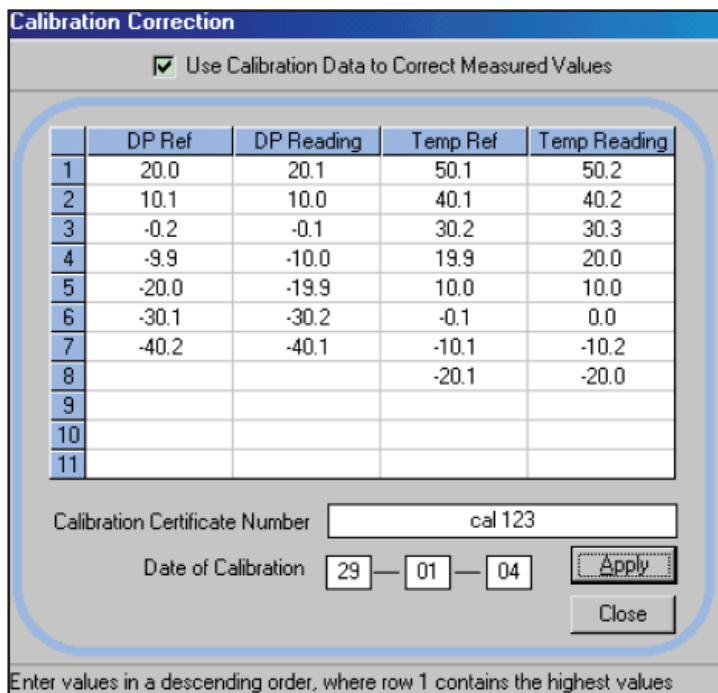 Calibration Correction
Use Calibration Data to Correct Measured Values
DP Ref DP Reading Temp Ref Temp Reading
1 20.0 20.1 50.1 50.2
2 10.1 10.0 40.1 40.2
3 -0.2 -0.1 30.2 30.3
4 -9.9 -10.0 19.9 20.0
5 -20.0 -19.9 10.0 10.0
6 -30.1 -30.2 -0.1 0.0
7 -40.2 -40.1 -10.1 -10.2
8 -20.1 -20.0
9
10
11
Calibration Certificate Number cal 123
Date of Calibration 29 — 01 — 04 Apply
Close
Enter values in a descending order, where row 1 contains the highest values